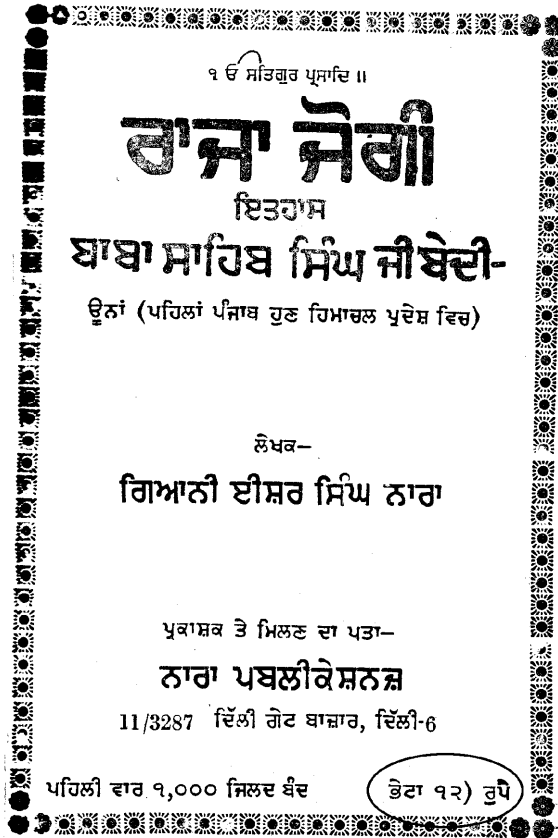 ੧ ਓ ਸਤਿਗੁਰ ਪ੍ਰਸਾਦਿ ॥
ਰਾਜਾ ਜੋਗੀ
ਇਤਹਾਸ
ਬਾਬਾ ਸਾਹਿਬ ਸਿੰਘ ਜੀ ਬੇਦੀ-
ਊਨਾਂ (ਪਹਿਲਾਂ ਪੰਜਾਬ ਹੁਣ ਹਿਮਾਚਲ ਪ੍ਰਦੇਸ਼ ਵਿਚ)
ਲੇਖਕ—
ਗਿਆਨੀ ਈਸ਼ਰ ਸਿੰਘ ਨਾਰਾ
ਪ੍ਰਕਾਸ਼ਕ ਤੇ ਮਿਲਣ ਦਾ ਪਤਾ—
ਨਾਰਾ ਪਬਲੀਕੇਸ਼ਨਜ਼
11/3287 ਦਿੱਲੀ ਗੇਟ ਬਾਜ਼ਾਰ, ਦਿੱਲੀ-6
ਪਹਿਲੀ ਵਾਰ ੧,੦੦੦ ਜਿਲਦ ਬੰਦ ਭੇਟਾ ੧੨) ਰੁਪੈ